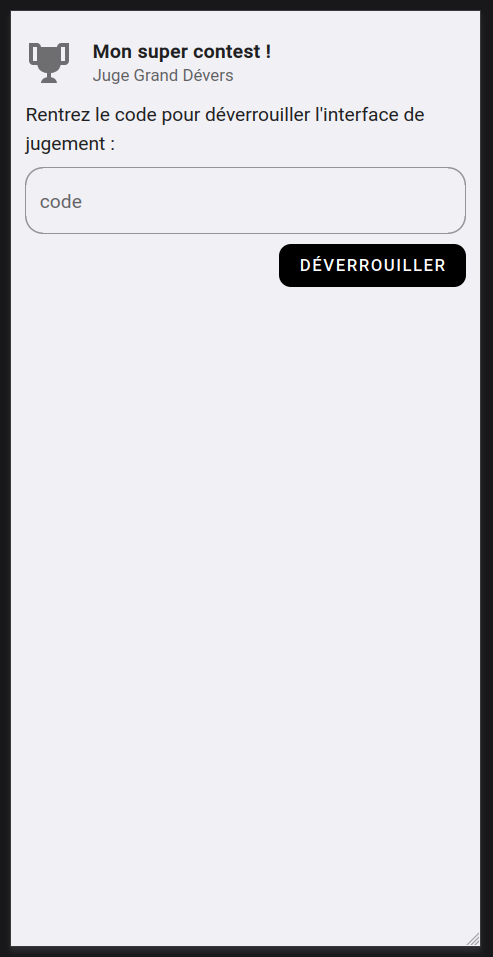 Mon super contest !
Juge Grand Dévers
Rentrez le code pour déverrouiller l'interface de
jugement :
code
DÉVERROUILLER